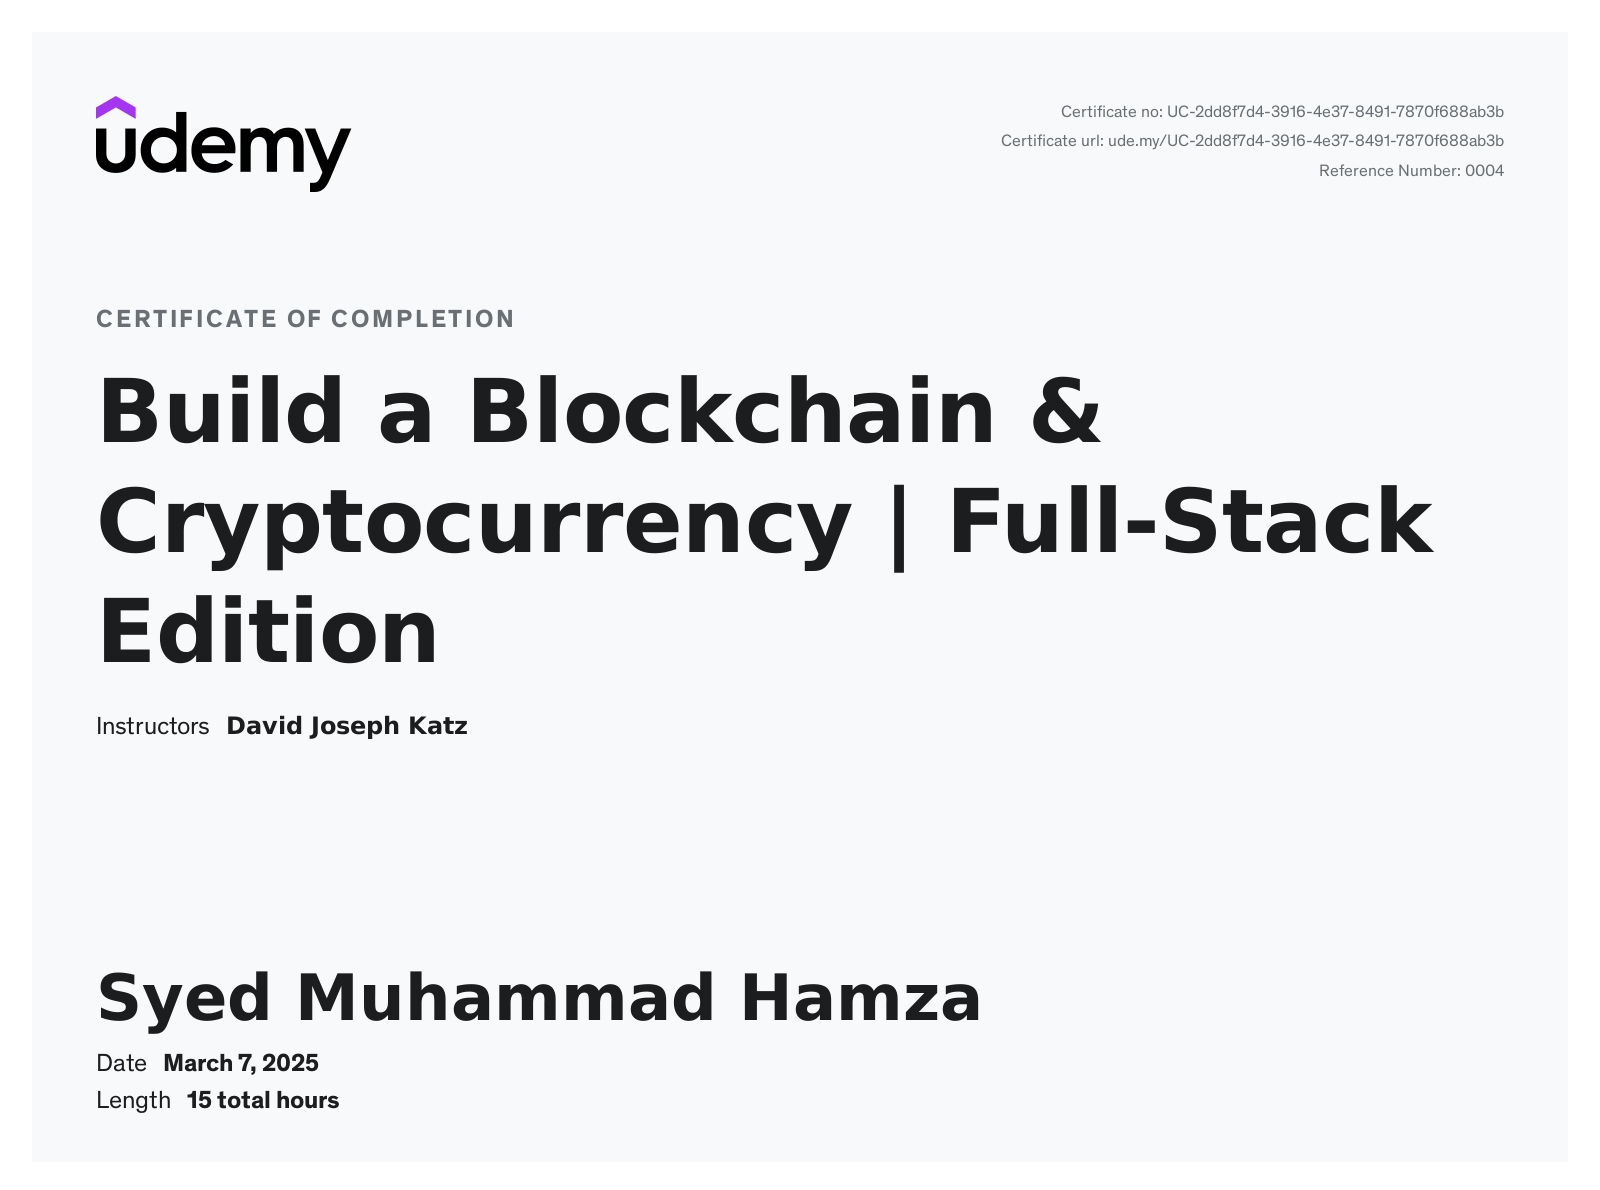 udemy
Certificate no: UC-2dd8f7d4-3916-4e37-8491-7870f688ab3b
Certificate url: ude.my/UC-2dd8f7d4-3916-4e37-8491-7870f688ab3b
Reference Number: 0004
CERTIFICATE OF COMPLETION
Build a Blockchain &
Cryptocurrency | Full-Stack
Edition
Instructors David Joseph Katz
Syed Muhammad Hamza
Date March 7, 2025
Length 15 total hours